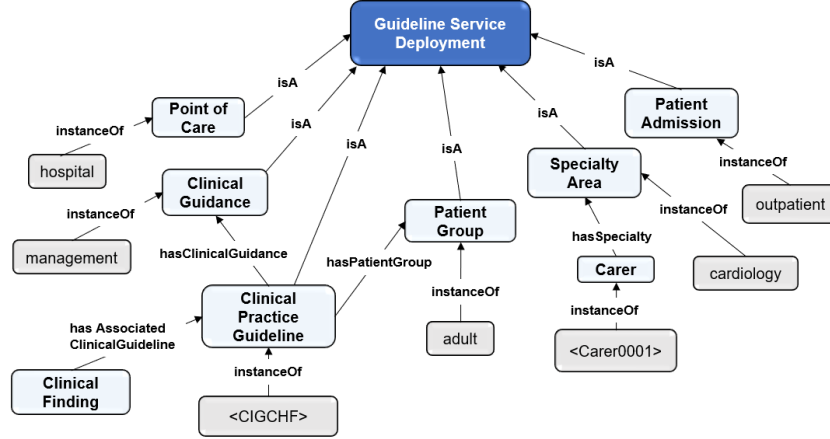 Guideline Service
Deployment
isA
isA
isA
isA
isA
isA
Point of
Care
Patient
Admission
instanceOf
hospital
Clinical
Guidance
Specialty
Area
instanceOf
outpatient
instanceOf
management
Patient
Group
instanceOf
cardiology
hasClinicalGuidance
hasPatientGroup
hasSpecialty
Carer
Clinical
Practice
Guideline
instanceOf
adult
instanceOf
<Carer0001>
has Associated
ClinicalGuideline
Clinical
Finding
instanceOf
<CIGCHF>